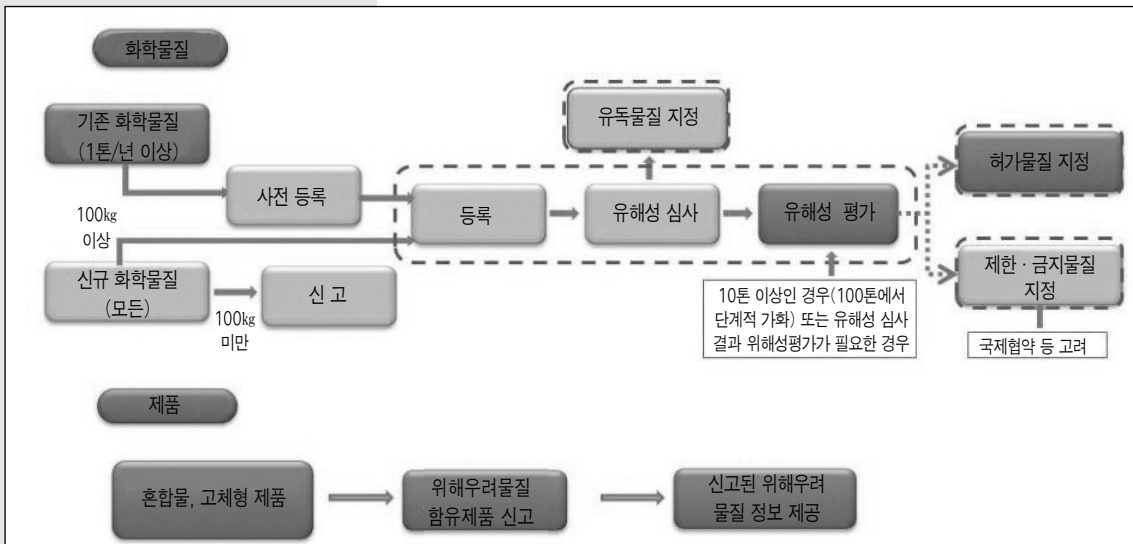 화학물질
기존 화학물질
(1톤/년 이상)
사전 등록
유독물질 지정
등록
유해성 심사
유해성 평가
허가물질 지정
100kg
이상
신규 화학물질
(모든)
신 고
100kg
미만
10톤 이상인 경우(100톤에서
단계적 가화) 또는 유해성 심사
결과 위해성평가가 필요한 경우
제한 · 금지물질
지정
국제협약 등 고려
제품
혼합물, 고체형 제품
위해우려물질
함유제품 신고
신고된 위해우려
물질 정보 제공